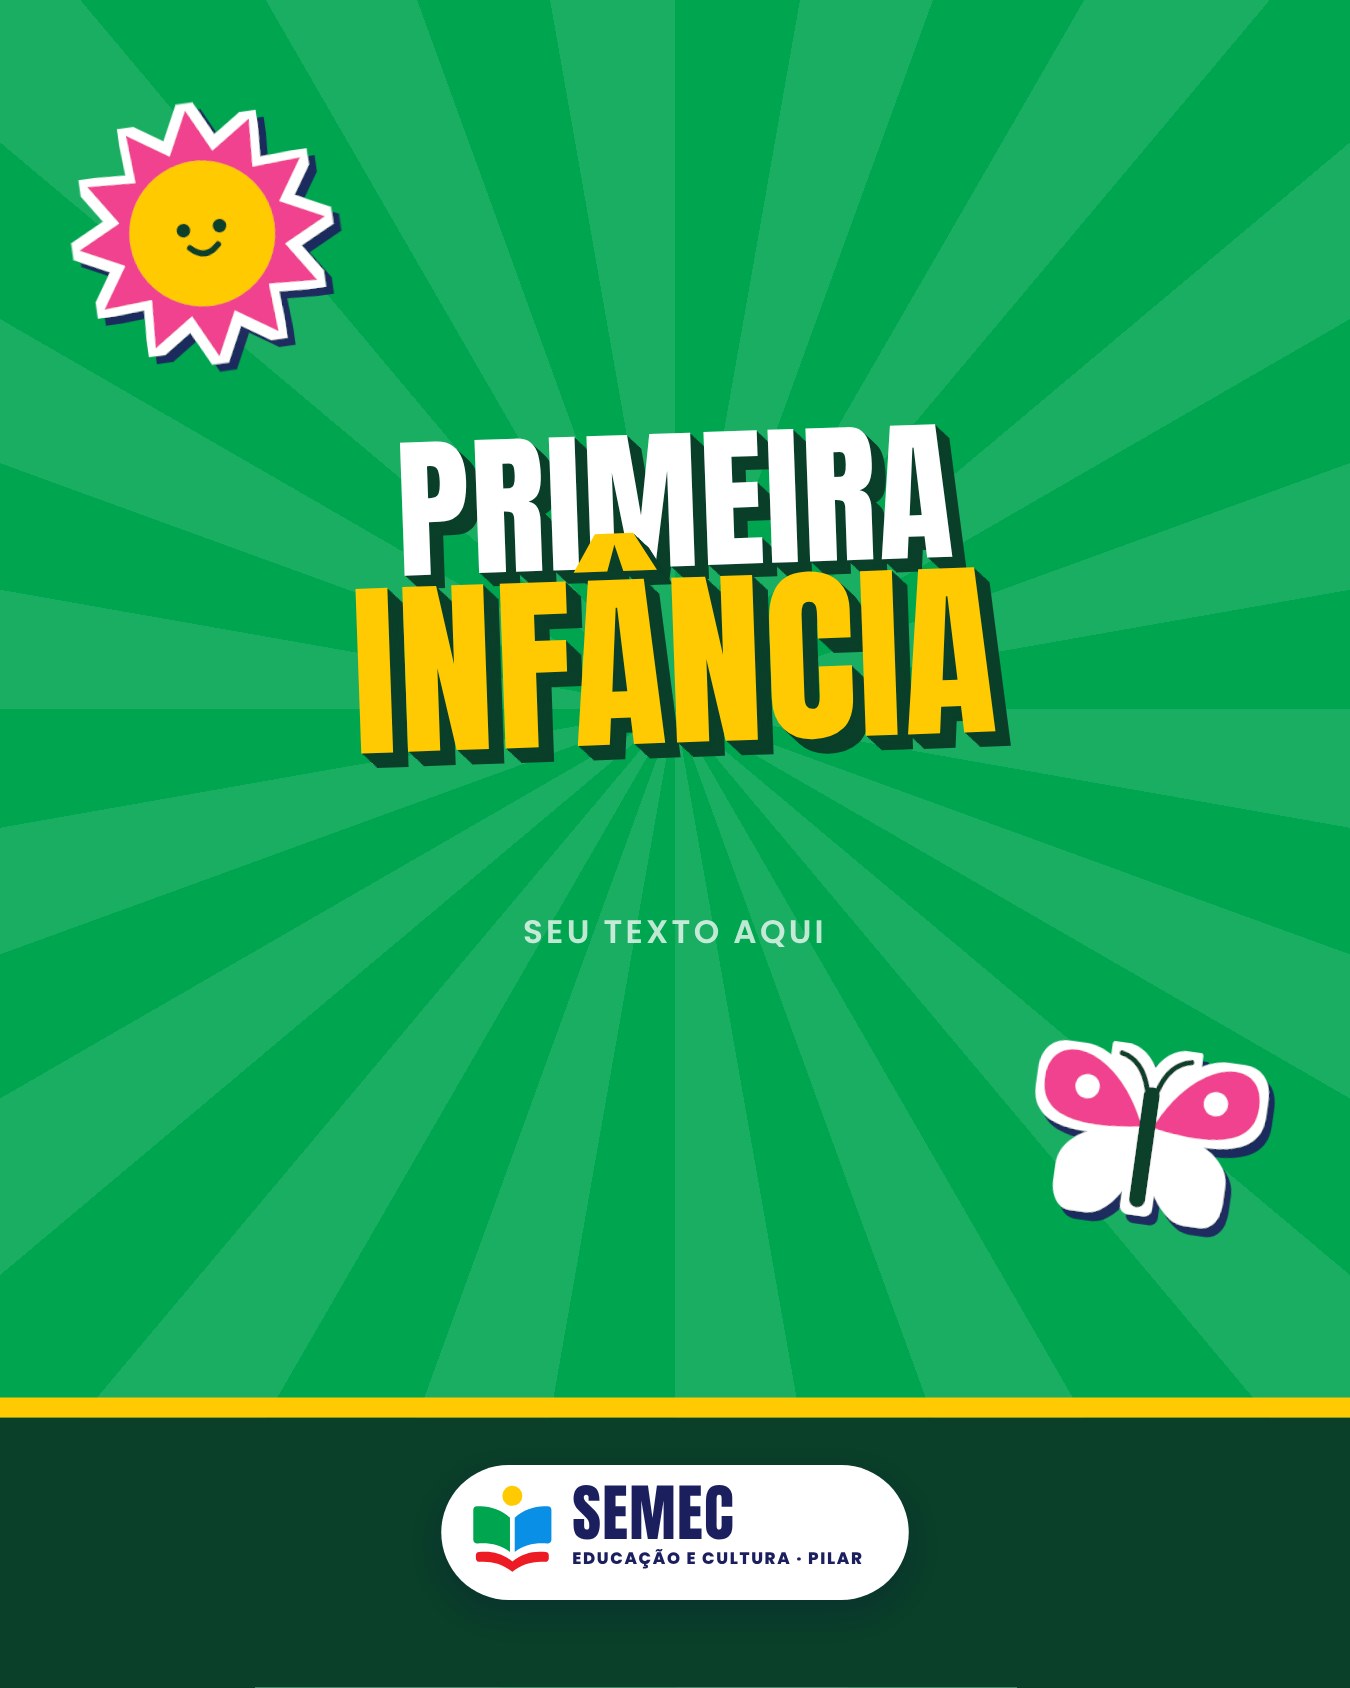 PRIMEIRA
INFÂNCIA
SEU TEXTO AQUI
SEMEC
EDUCAÇÃO E CULTURA · PILAR